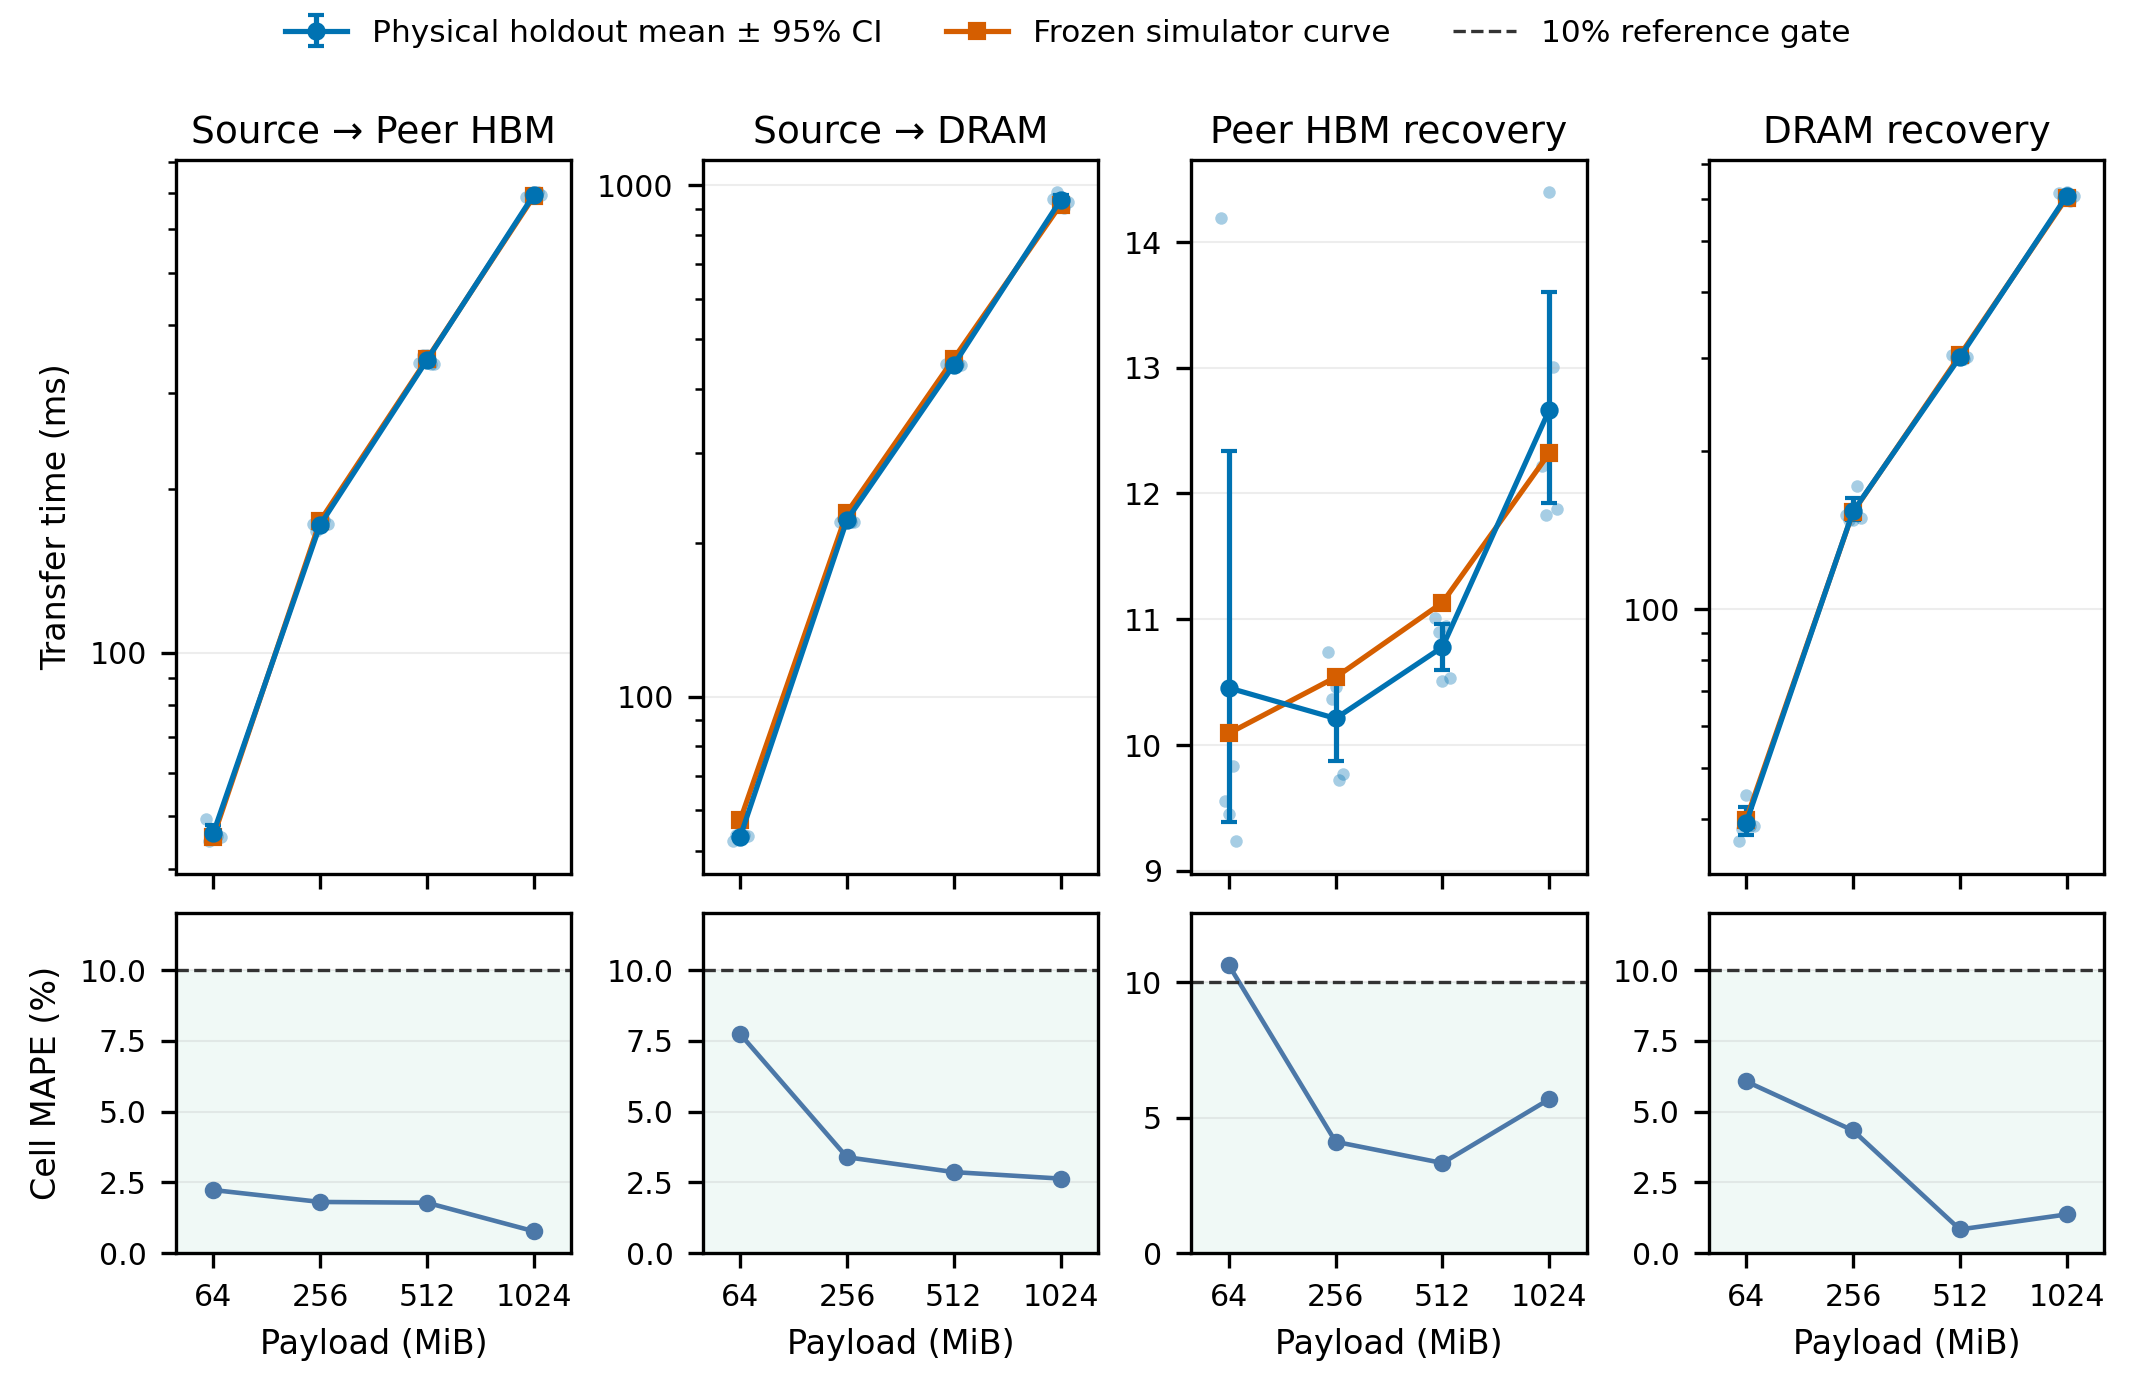 Physical holdout mean ± 95% CI
Frozen simulator curve
10% reference gate
Source → Peer HBM
Source → DRAM
Peer HBM recovery
DRAM recovery
Transfer time (ms)
100
1000
100
14
13
12
11
10
9
100
Cell MAPE (%)
10.0
7.5
5.0
2.5
0.0
10.0
7.5
5.0
2.5
0.0
10
5
0
10.0
7.5
5.0
2.5
0.0
64 256 512 1024
64 256 512 1024
64 256 512 1024
64 256 512 1024
Payload (MiB)
Payload (MiB)
Payload (MiB)
Payload (MiB)